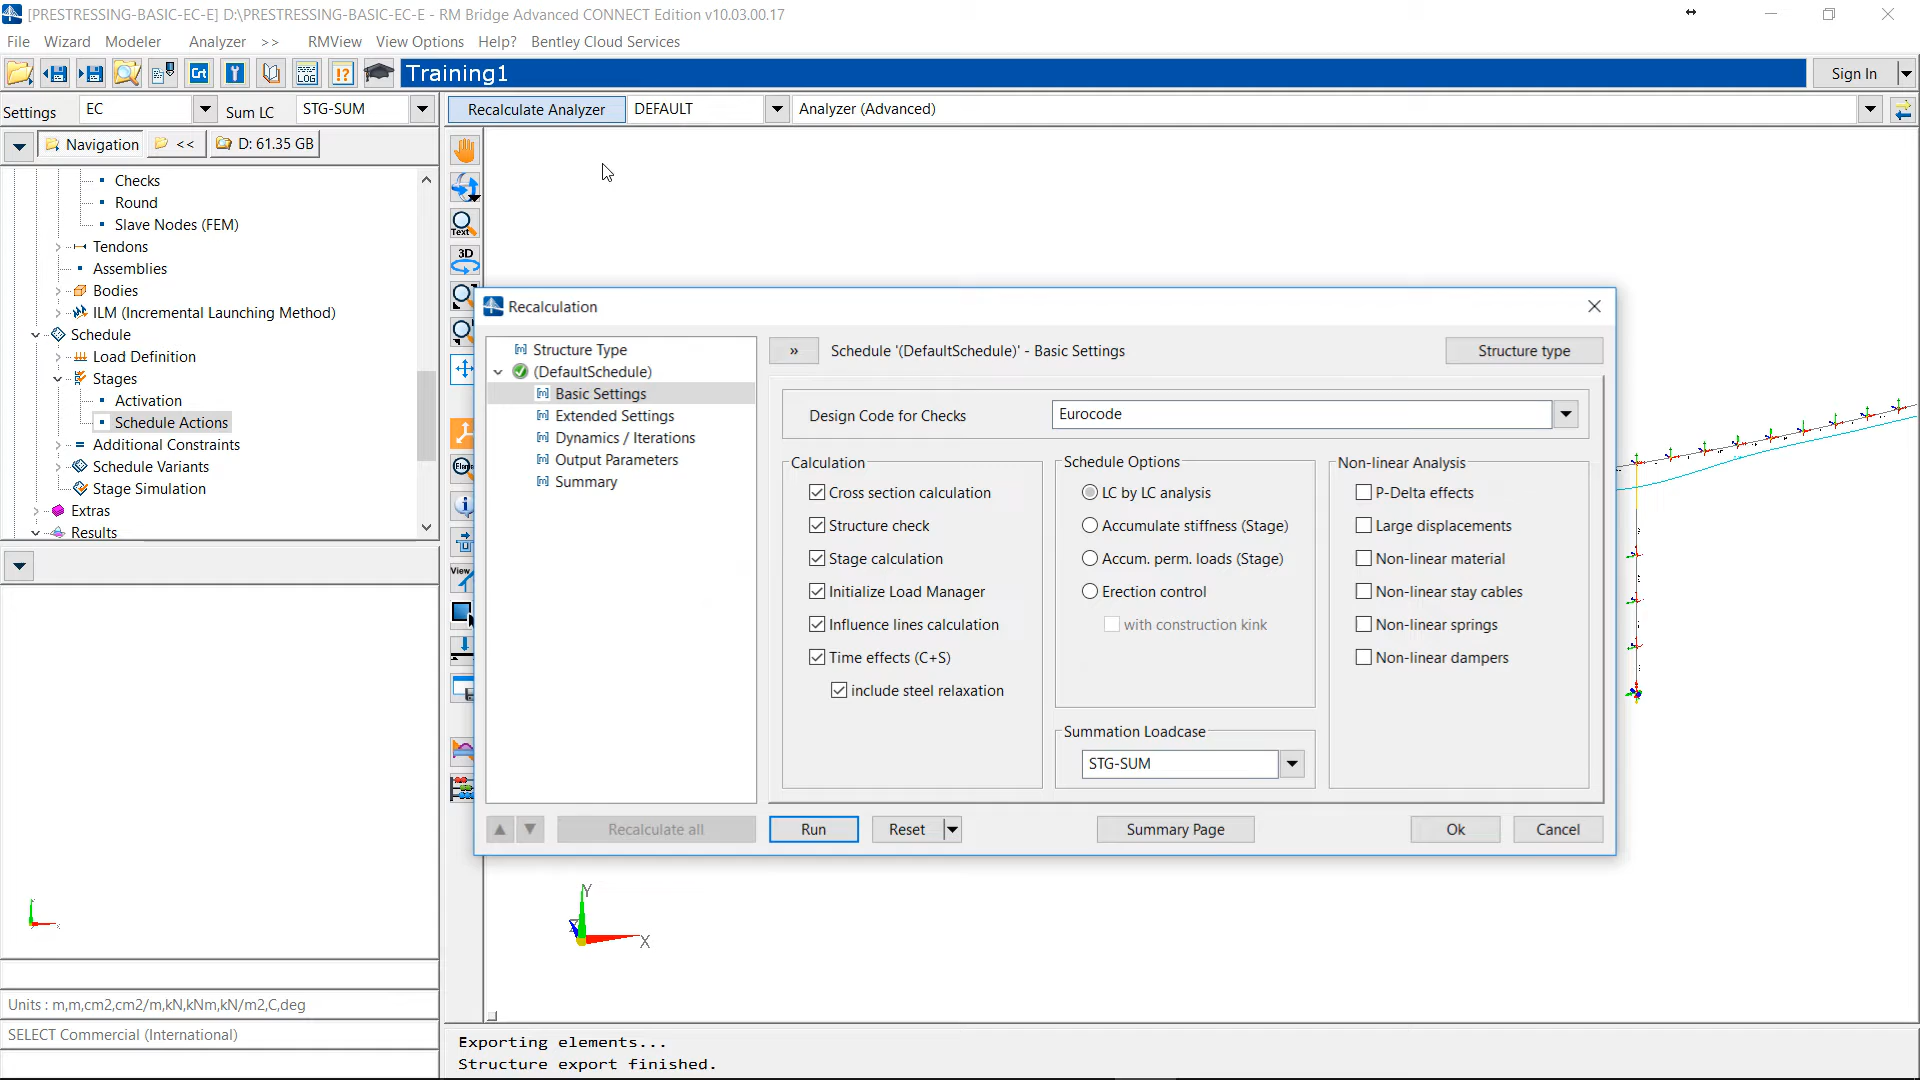 [PRESTRESSING-BASIC-EC-E] D:\PRESTRESSING-BASIC-EC-E - RM Bridge Advanced CONNECT Edition v10.03.00.17
File Wizard Modeler Analyzer >> RMView View Options Help? Bentley Cloud Services
Crt LOG Training1 Sign In
Settings EC Sum LC STG-SUM Recalculate Analyzer DEFAULT Analyzer (Advanced)
Navigation << D: 61.35 GB
Checks
Round
Slave Nodes (FEM)
Tendons
Assemblies
Bodies
ILM (Incremental Launching Method)
Schedule
Load Definition
Stages
Activation
Schedule Actions
Additional Constraints
Schedule Variants
Stage Simulation
Extras
Results
Text
3D
View
Recalculation
Structure Type
(DefaultSchedule)
Basic Settings
Extended Settings
Dynamics / Iterations
Output Parameters
Summary
» Schedule '(DefaultSchedule)' - Basic Settings Structure type
Design Code for Checks Eurocode
Calculation
Cross section calculation
Structure check
Stage calculation
Initialize Load Manager
Influence lines calculation
Time effects (C+S)
include steel relaxation
Schedule Options
LC by LC analysis
Accumulate stiffness (Stage)
Accum. perm. loads (Stage)
Erection control
with construction kink
Summation Loadcase
STG-SUM
Non-linear Analysis
P-Delta effects
Large displacements
Non-linear material
Non-linear stay cables
Non-linear springs
Non-linear dampers
Recalculate all Run Reset Summary Page Ok Cancel
Y
Z
X
Units : m,m,cm2,cm2/m,kN,kNm,kN/m2,C,deg
SELECT Commercial (International)
Exporting elements...
Structure export finished.